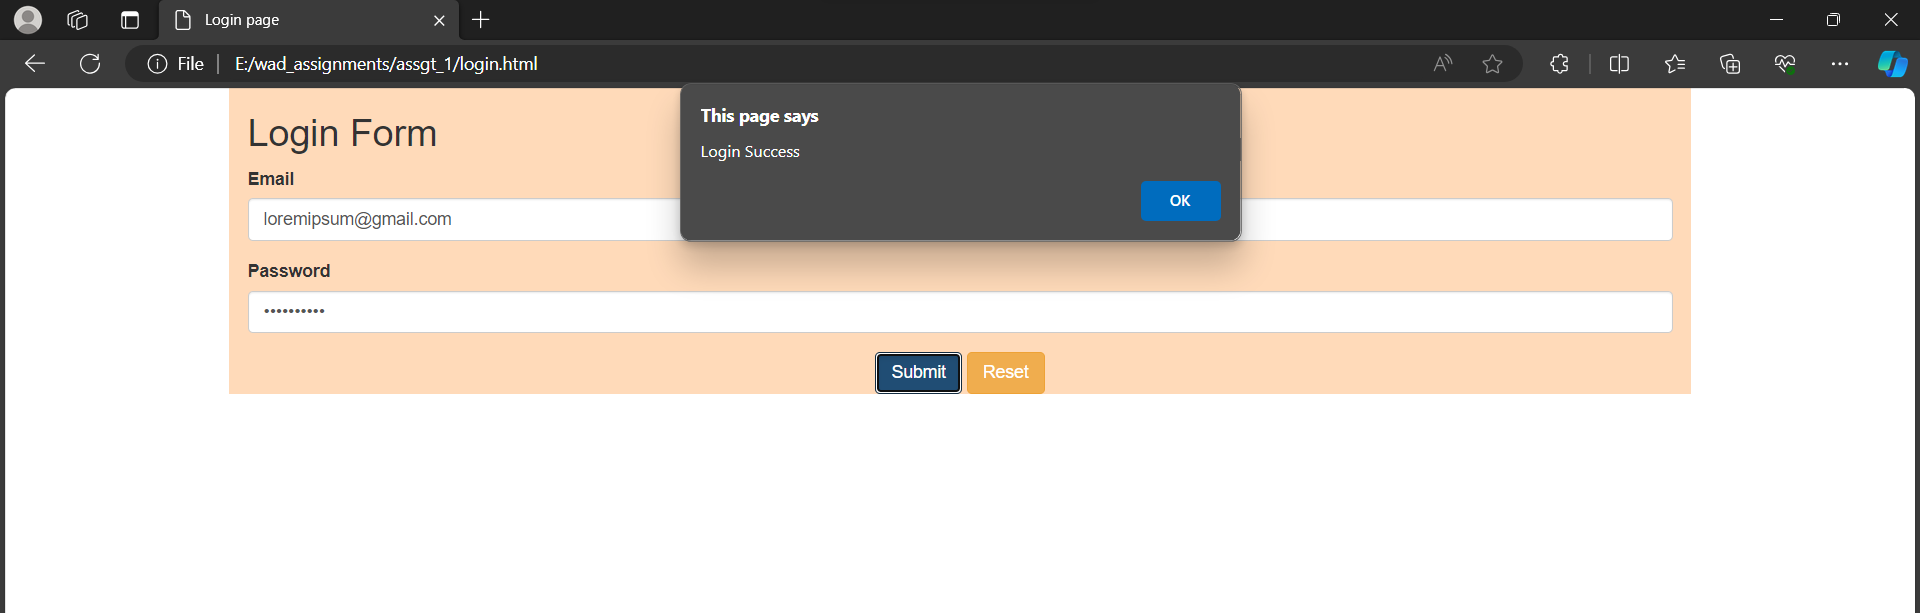 Login page
File
E:/wad_assignments/assgt_1/login.html
This page says
Login Success
OK
Login Form
Email
loremipsum@gmail.com
Password
••••••••••
Submit Reset